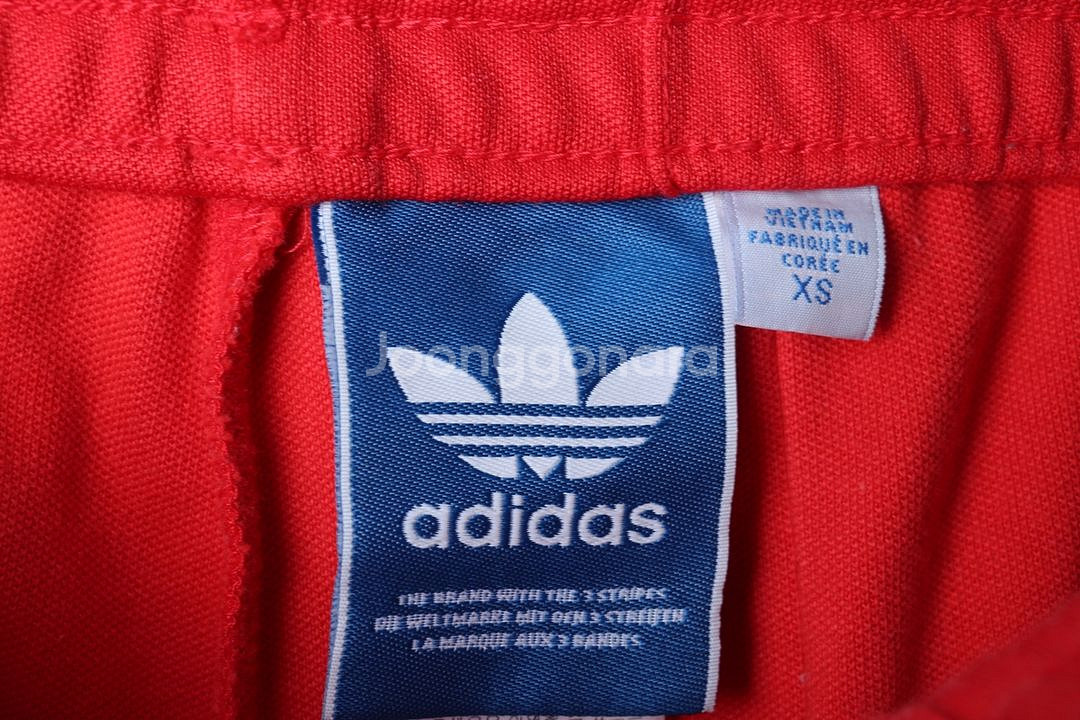 MADE IN
VIETNAM
FABRIQUÉ EN
CORÉE
XS
Joonggonara
adidas
THE BRAND WITH THE 3 STRIPES
DIE WELTMARKE MIT DEN 3 STREIFEN
LA MARQUE AUX 3 BANDES